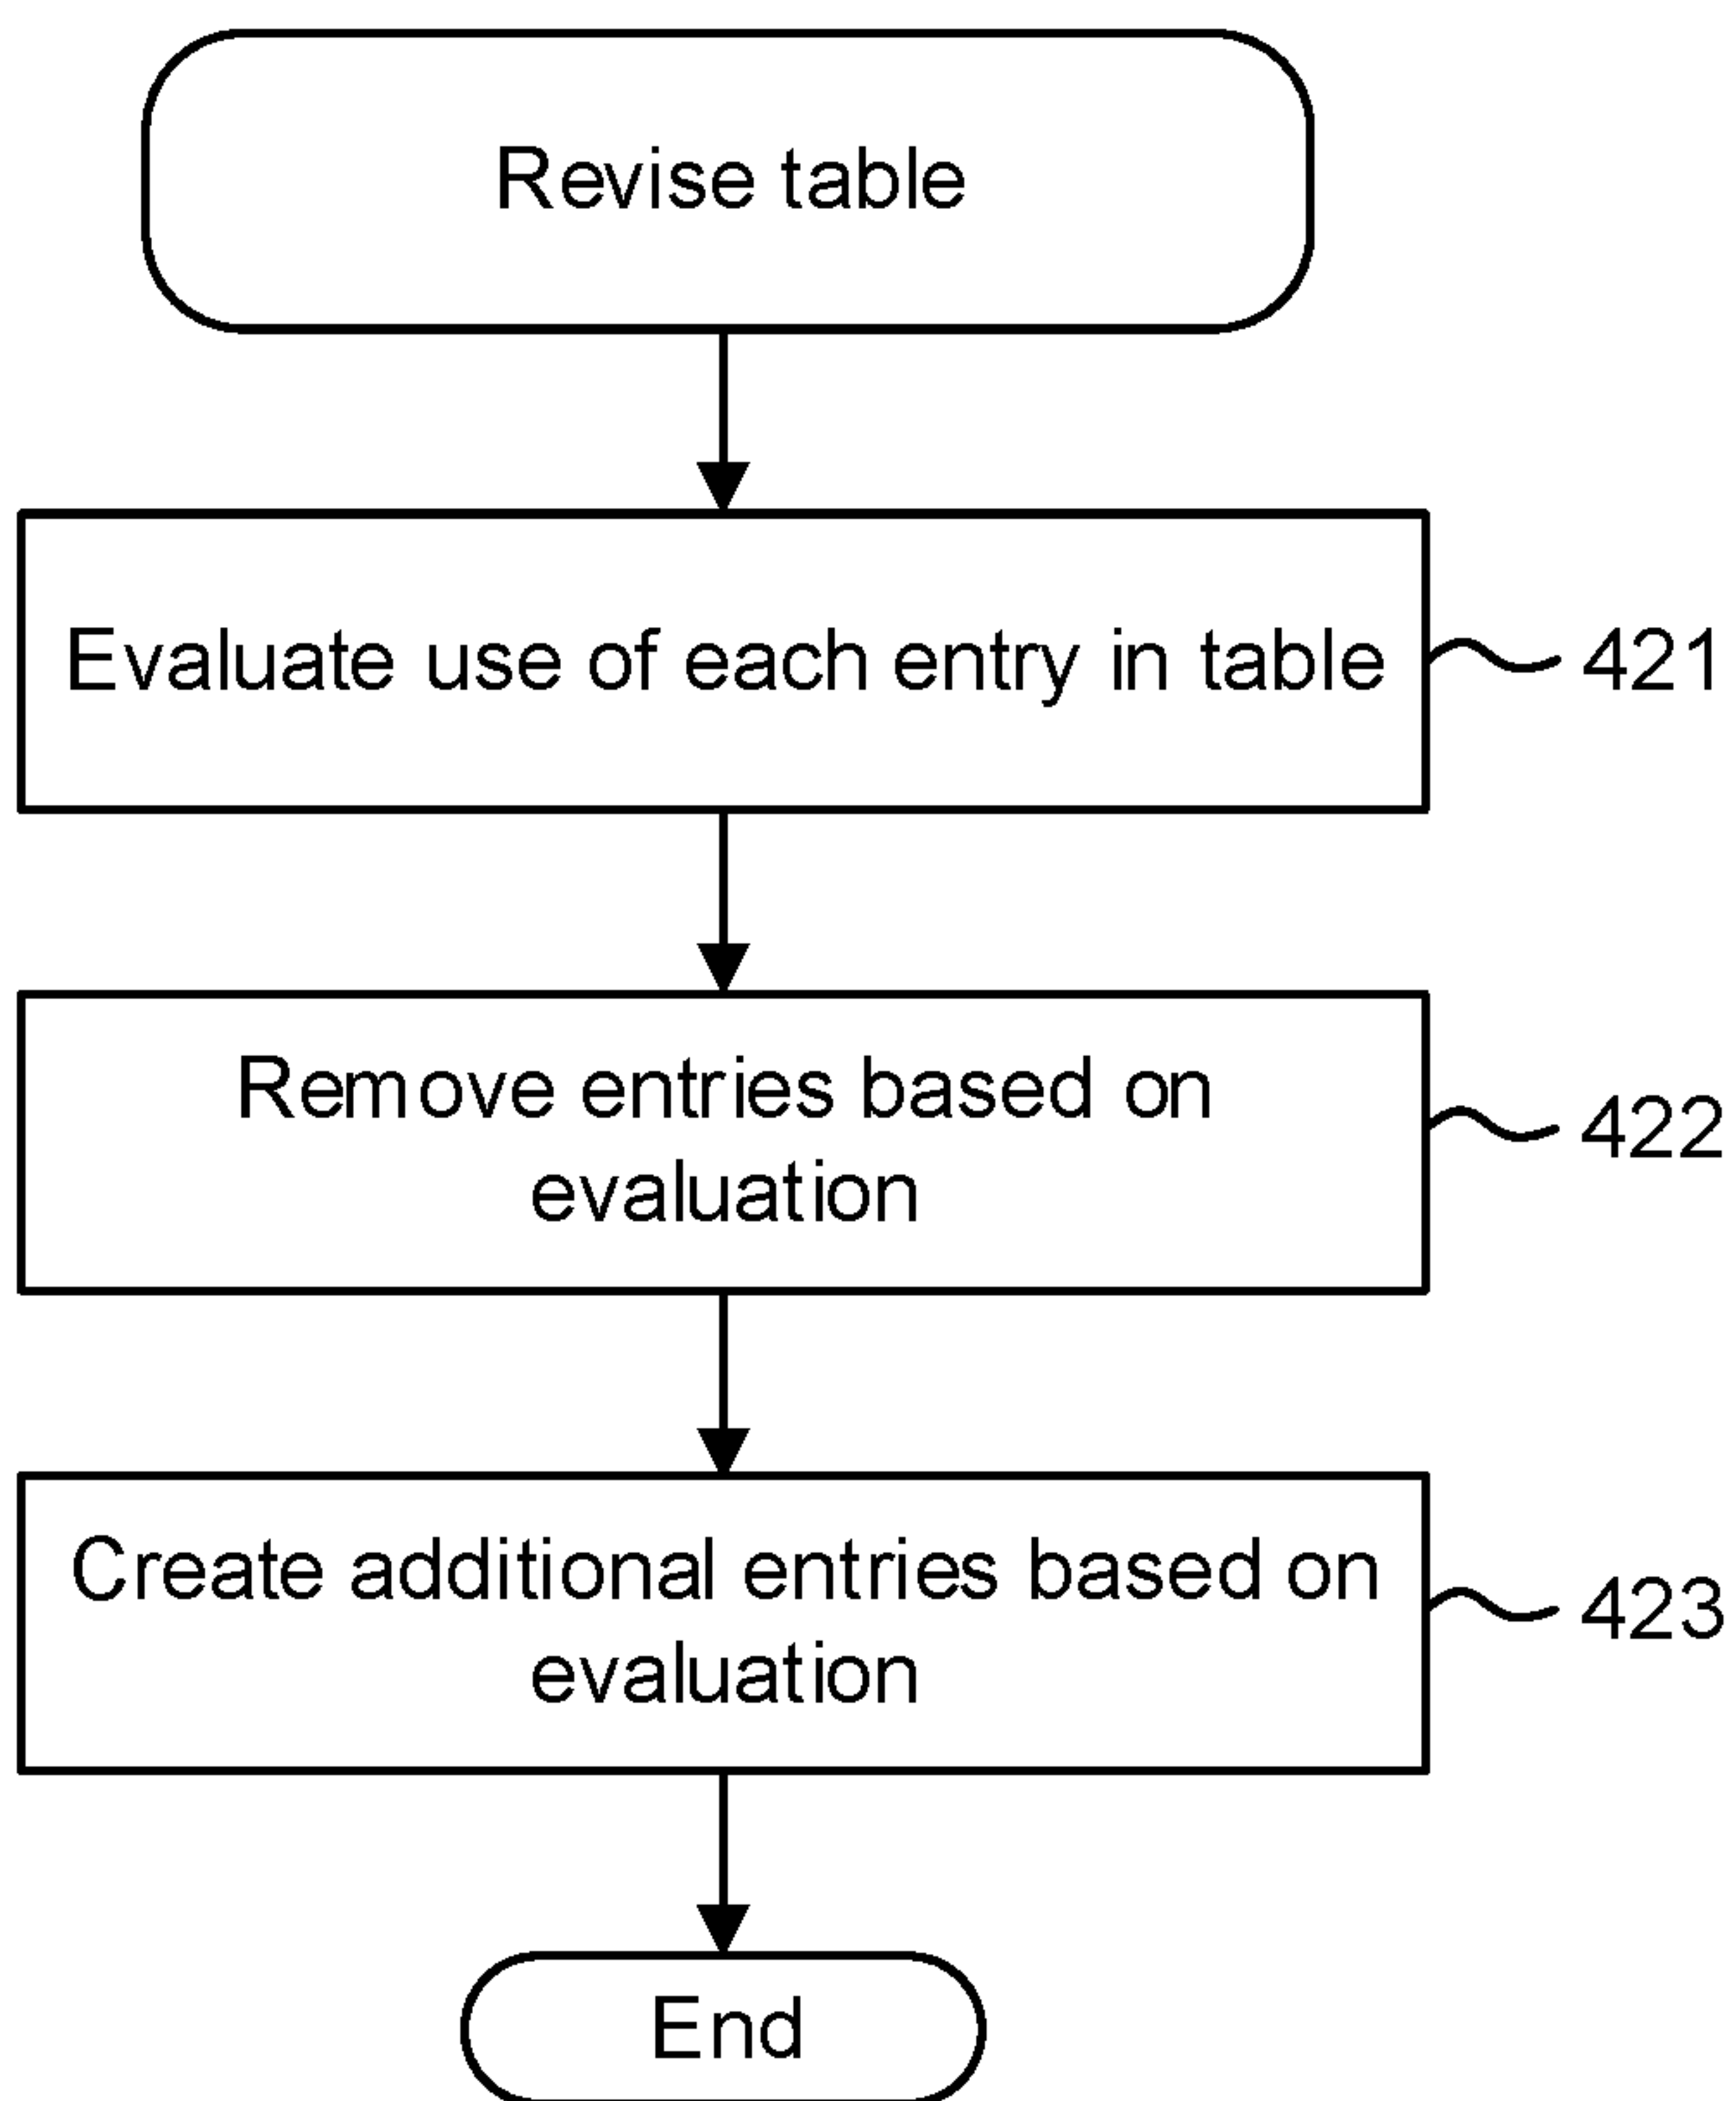 Revise table
Evaluate use of each entry in table
421
Remove entries based on
evaluation
422
Create additional entries based on
evaluation
423
End